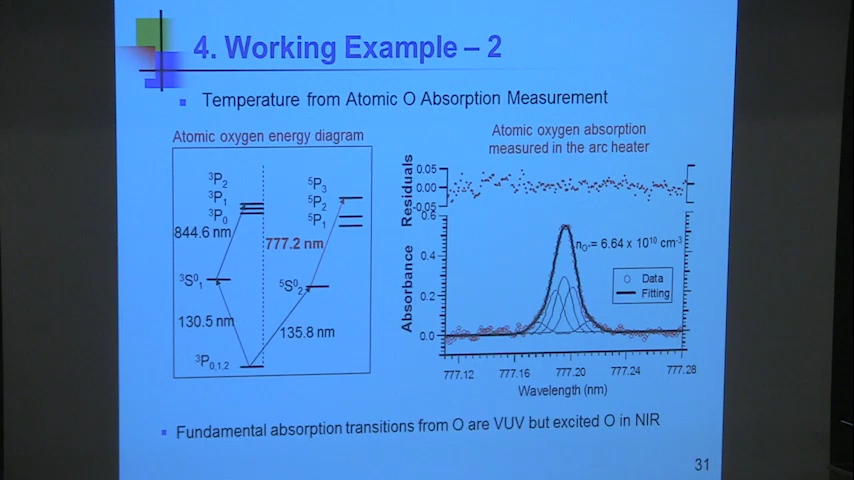 4. Working Example – 2
Temperature from Atomic O Absorption Measurement
Atomic oxygen energy diagram
³P₂
³P₁
³P₀
844.6 nm
³S⁰₁
130.5 nm
³P₀,₁,₂
⁵P₃
⁵P₂
⁵P₁
777.2 nm
⁵S⁰₂
135.8 nm
Atomic oxygen absorption
measured in the arc heater
Residuals
0.05
0.00
-0.05
Absorbance
0.6
0.4
0.2
0.0
nO* = 6.64 x 10¹⁰ cm⁻³
Data
Fitting
777.12 777.16 777.20 777.24 777.28
Wavelength (nm)
Fundamental absorption transitions from O are VUV but excited O in NIR
31